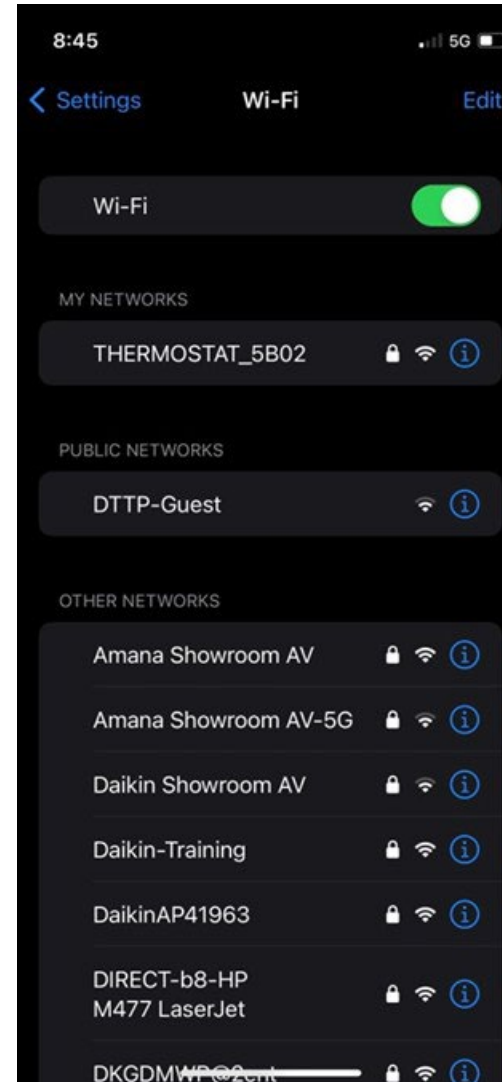 8:45 5G
Settings Wi-Fi Edit
Wi-Fi
MY NETWORKS
THERMOSTAT_5B02
PUBLIC NETWORKS
DTTP-Guest
OTHER NETWORKS
Amana Showroom AV
Amana Showroom AV-5G
Daikin Showroom AV
Daikin-Training
DaikinAP41963
DIRECT-b8-HP
M477 LaserJet